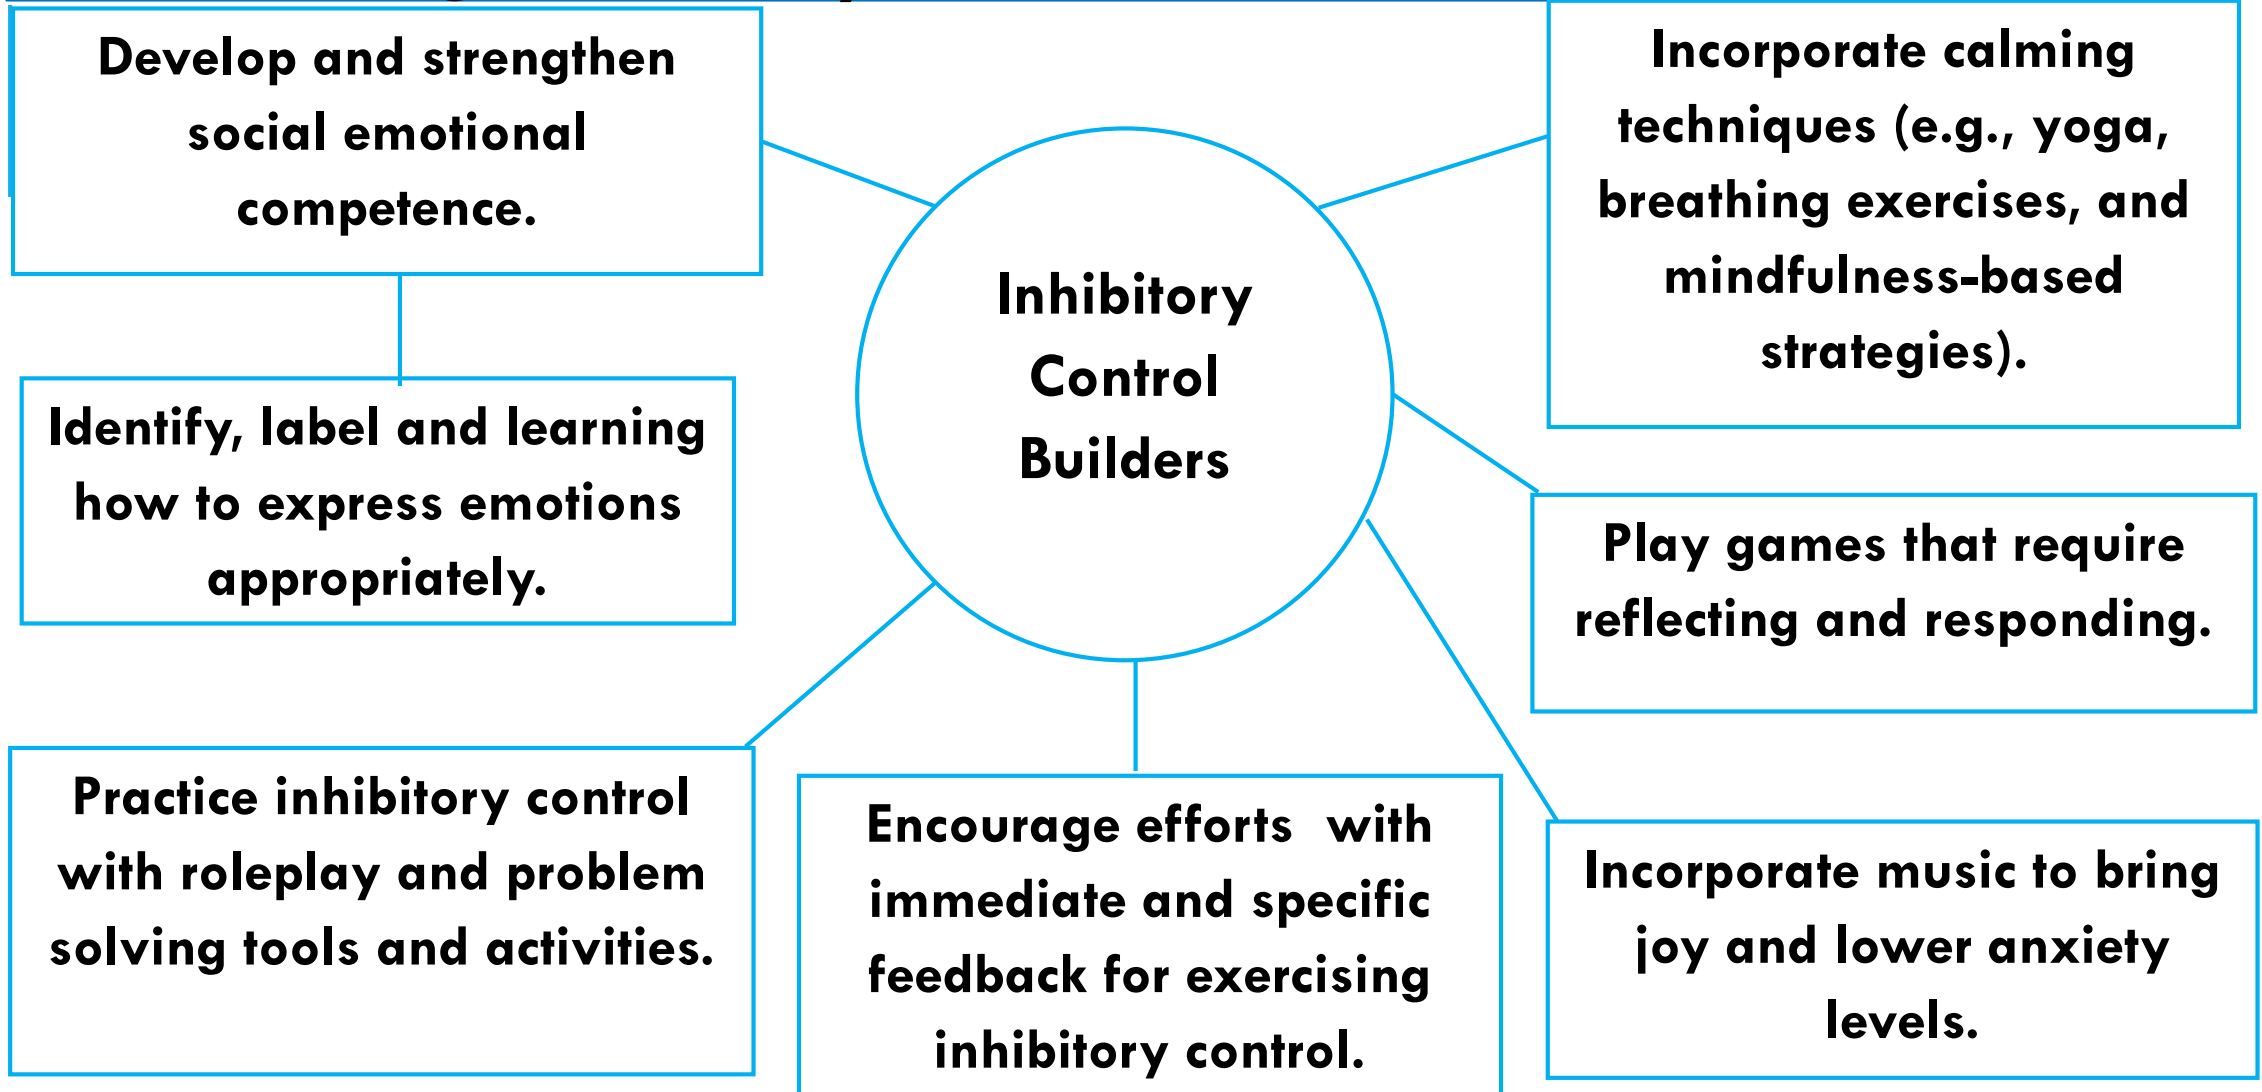 Develop and strengthen
social emotional
competence.
Identify, label and learning
how to express emotions
appropriately.
Practice inhibitory control
with roleplay and problem
solving tools and activities.
Inhibitory
Control
Builders
Encourage efforts  with
immediate and specific
feedback for exercising
inhibitory control.
Incorporate calming
techniques (e.g., yoga,
breathing exercises, and
mindfulness-based
strategies).
Play games that require
reflecting and responding.
Incorporate music to bring
joy and lower anxiety
levels.